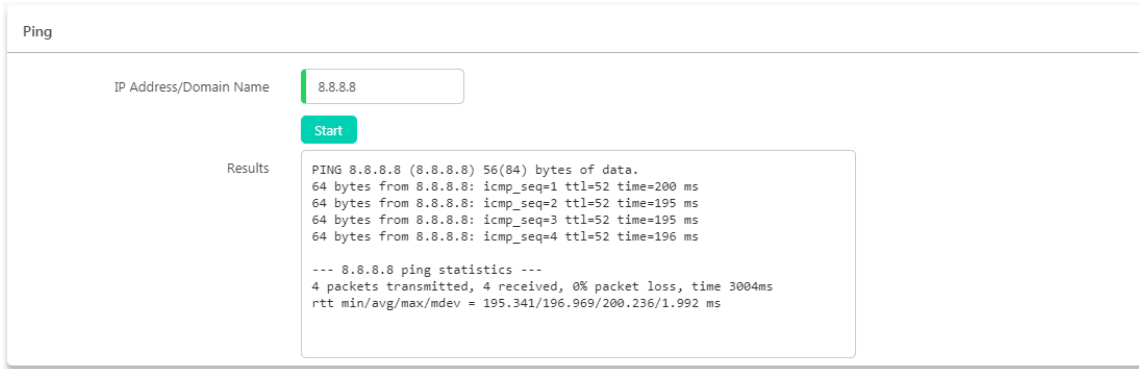 Ping
IP Address/Domain Name
8.8.8.8
Start
Results
PING 8.8.8.8 (8.8.8.8) 56(84) bytes of data.
64 bytes from 8.8.8.8: icmp_seq=1 ttl=52 time=200 ms
64 bytes from 8.8.8.8: icmp_seq=2 ttl=52 time=195 ms
64 bytes from 8.8.8.8: icmp_seq=3 ttl=52 time=195 ms
64 bytes from 8.8.8.8: icmp_seq=4 ttl=52 time=196 ms
--- 8.8.8.8 ping statistics ---
4 packets transmitted, 4 received, 0% packet loss, time 3004ms
rtt min/avg/max/mdev = 195.341/196.969/200.236/1.992 ms